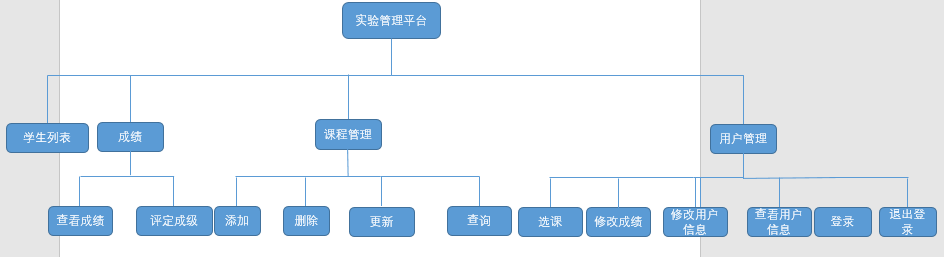 实验管理平台
学生列表
成绩
课程管理
用户管理
查看成绩
评定成级
添加
删除
更新
查询
选课
修改成绩
修改用户
信息
查看用户
信息
登录
退出登
录